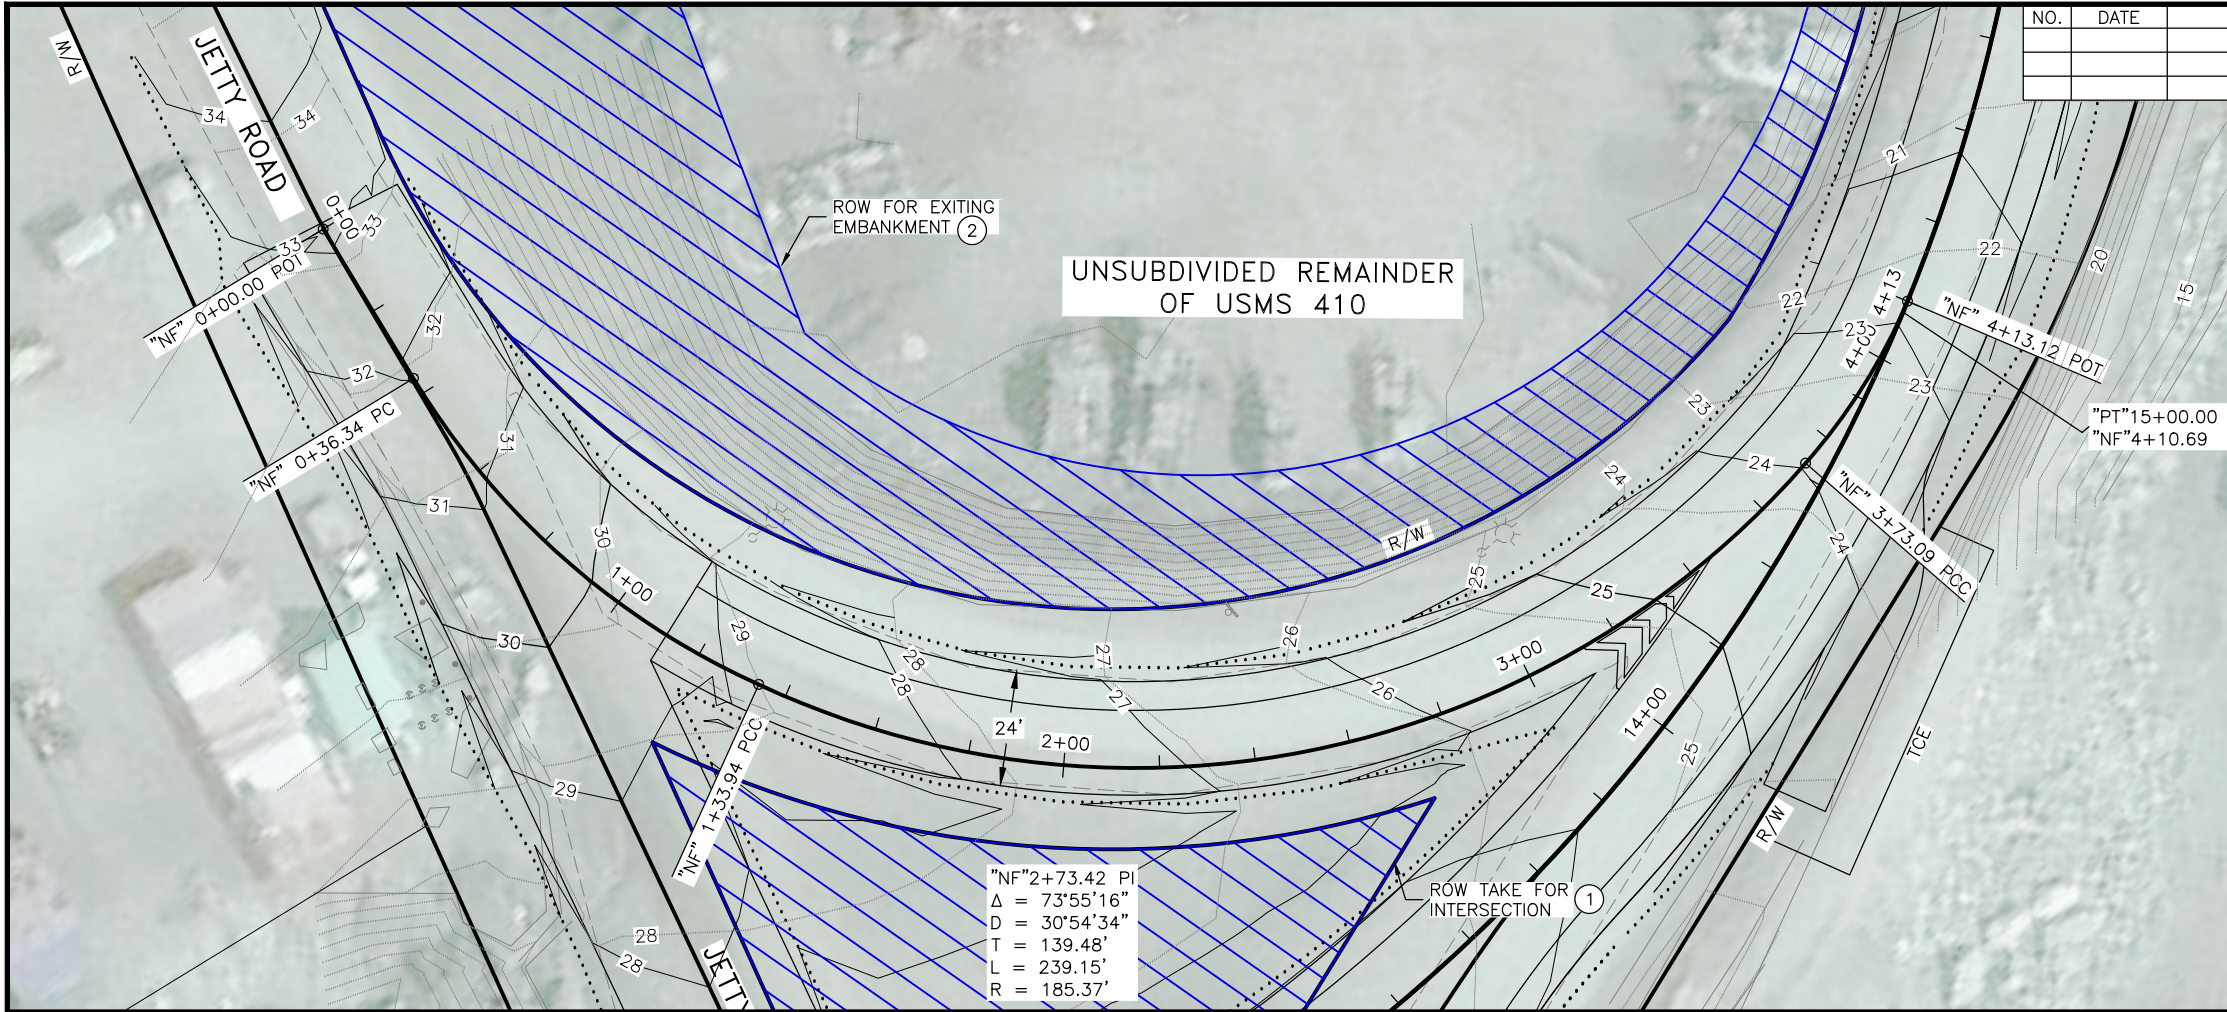 NO. DATE
R/W
JETTY ROAD
34
34
0+00
33
33
"NF" 0+00.00 POT
32
32
"NF" 0+36.34 PC
31
31
30
30
29
29
28
28
1+00
"NF" 1+33.94 PCC
JETTY
ROW FOR EXITING
EMBANKMENT 2
UNSUBDIVIDED REMAINDER
OF USMS 410
R/W
28
28
27
27
26
26
25
25
24
24
23
23
22
22
21
20
15
24'
2+00
3+00
4+13
4+00
23
"NF" 4+13.12 POT
"PT"15+00.00
"NF"4+10.69
"NF" 3+73.09 PCC
24
14+00
25
TCE
R/W
"NF"2+73.42 PI
Δ = 73°55'16"
D = 30°54'34"
T = 139.48'
L = 239.15'
R = 185.37'
ROW TAKE FOR
INTERSECTION 1